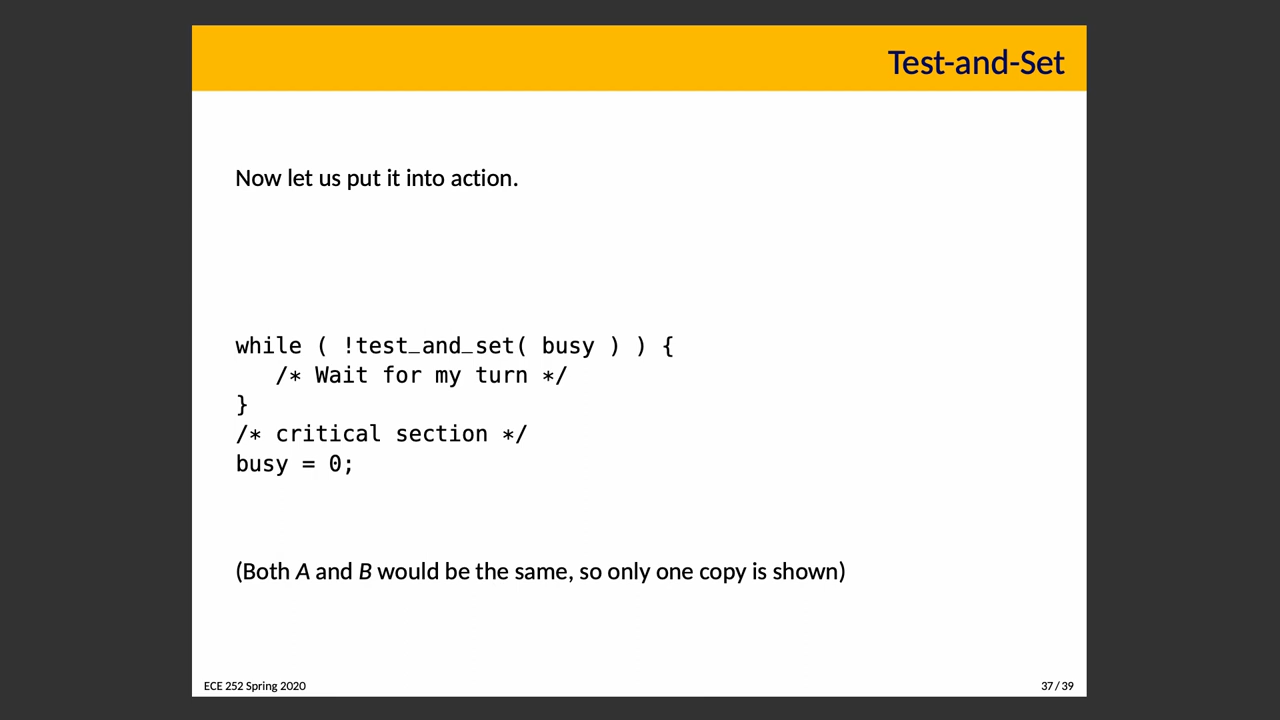 Test-and-Set
Now let us put it into action.
while ( !test_and_set( busy ) ) {
   /* Wait for my turn */
}
/* critical section */
busy = 0;
(Both A and B would be the same, so only one copy is shown)
ECE 252 Spring 2020
37 / 39